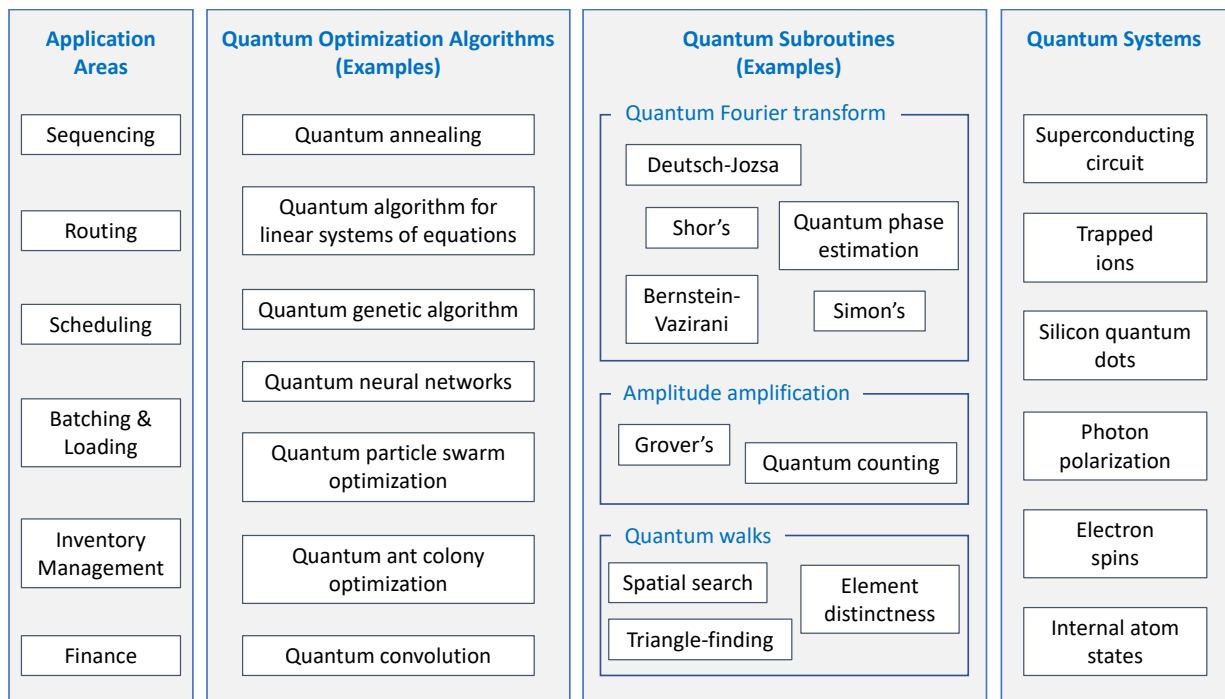 Application
Areas
Sequencing
Routing
Scheduling
Batching &
Loading
Inventory
Management
Finance
Quantum Optimization Algorithms
(Examples)
Quantum annealing
Quantum algorithm for
linear systems of equations
Quantum genetic algorithm
Quantum neural networks
Quantum particle swarm
optimization
Quantum ant colony
optimization
Quantum convolution
Quantum Subroutines
(Examples)
Quantum Fourier transform
Deutsch-Jozsa
Shor’s
Quantum phase
estimation
Bernstein-
Vazirani
Simon’s
Amplitude amplification
Grover’s
Quantum counting
Quantum walks
Spatial search
Element
distinctness
Triangle-finding
Quantum Systems
Superconducting
circuit
Trapped
ions
Silicon quantum
dots
Photon
polarization
Electron
spins
Internal atom
states